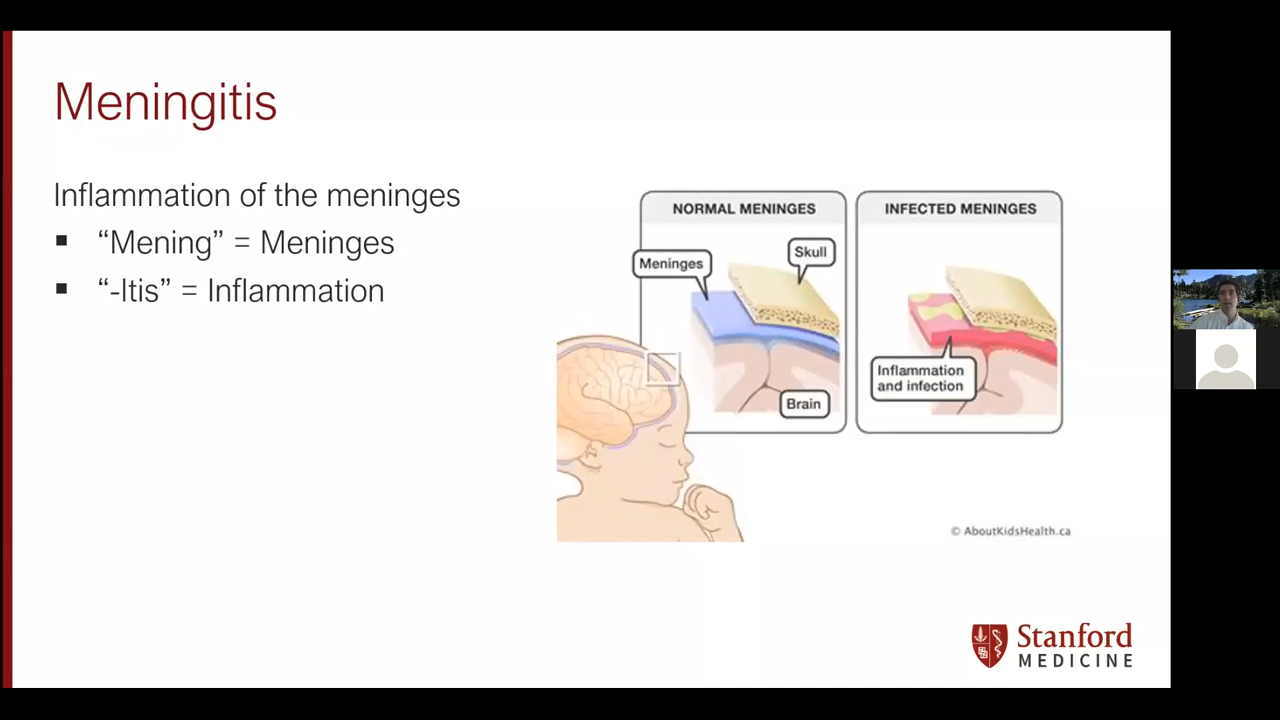 Meningitis
Inflammation of the meninges
▪ “Mening” = Meninges
▪ “-Itis” = Inflammation
NORMAL MENINGES
INFECTED MENINGES
Meninges
Skull
Brain
Inflammation
and infection
© AboutKidsHealth.ca
Stanford
MEDICINE